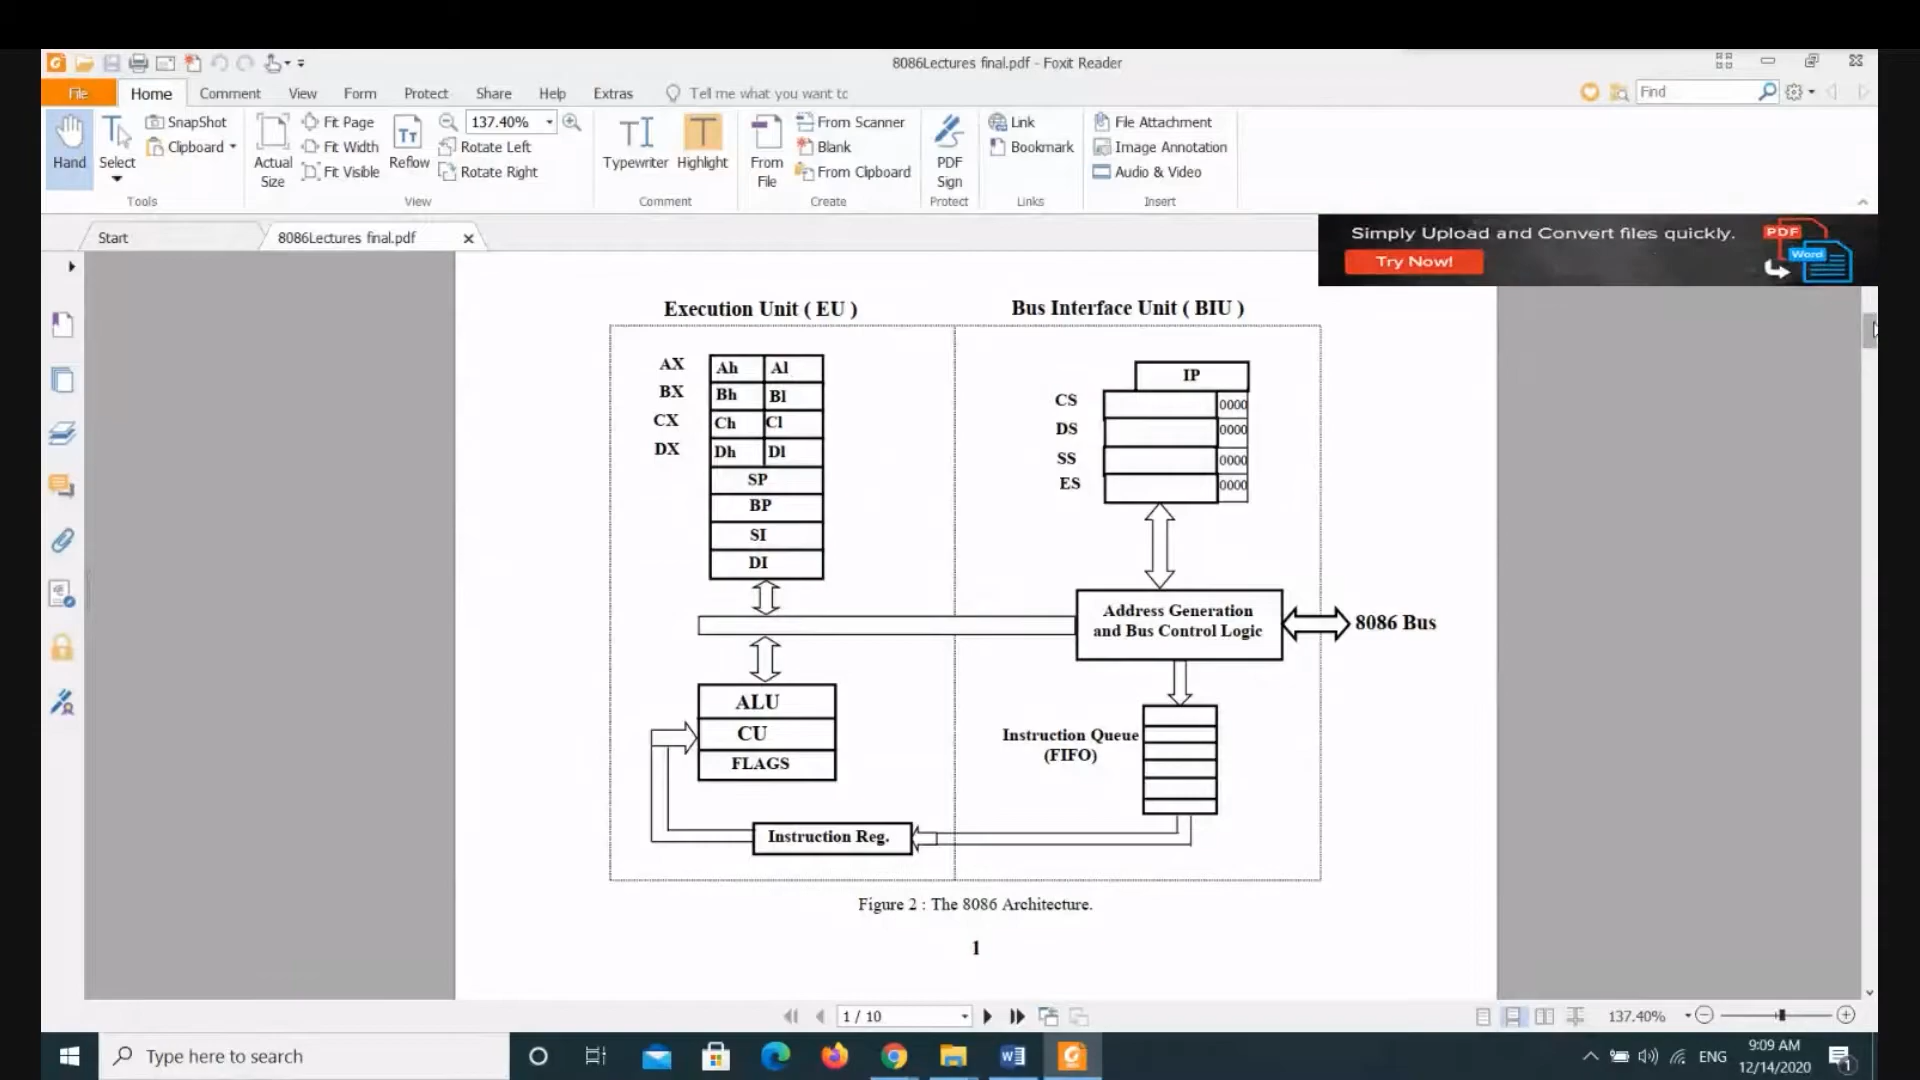 8086Lectures final.pdf - Foxit Reader
File Home Comment View Form Protect Share Help Extras Tell me what you want to Find
Hand
Select
SnapShot
Clipboard
Tools
Actual
Size
Fit Page
Fit Width
Fit Visible
Reflow
137.40%
Rotate Left
Rotate Right
View
Typewriter
Highlight
Comment
From
File
From Scanner
Blank
From Clipboard
Create
PDF
Sign
Protect
Link
Bookmark
Links
File Attachment
Image Annotation
Audio & Video
Insert
Start
8086Lectures final.pdf
Simply Upload and Convert files quickly.
Try Now!
PDF
Word
Execution Unit ( EU )
Bus Interface Unit ( BIU )
AX Ah Al
BX Bh Bl
CX Ch Cl
DX Dh Dl
SP
BP
SI
DI
IP
CS 0000
DS 0000
SS 0000
ES 0000
Address Generation
and Bus Control Logic
8086 Bus
ALU
CU
FLAGS
Instruction Queue
(FIFO)
Instruction Reg.
Figure 2 : The 8086 Architecture.
1
1 / 10
137.40%
Type here to search
ENG
9:09 AM
12/14/2020
1